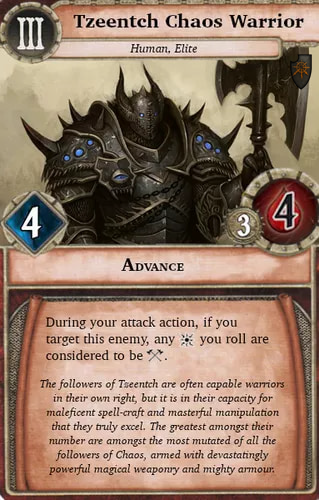 III
Tzeentch Chaos Warrior
Human, Elite
4
3
4
Advance
During your attack action, if you
target this enemy, any you roll are
considered to be .
The followers of Tzeentch are often capable warriors
in their own right, but it is in their capacity for
maleficent spell-craft and masterful manipulation
that they truly excel. The greatest amongst their
number are amongst the most mutated of all the
followers of Chaos, armed with devastatingly
powerful magical weaponry and mighty armour.